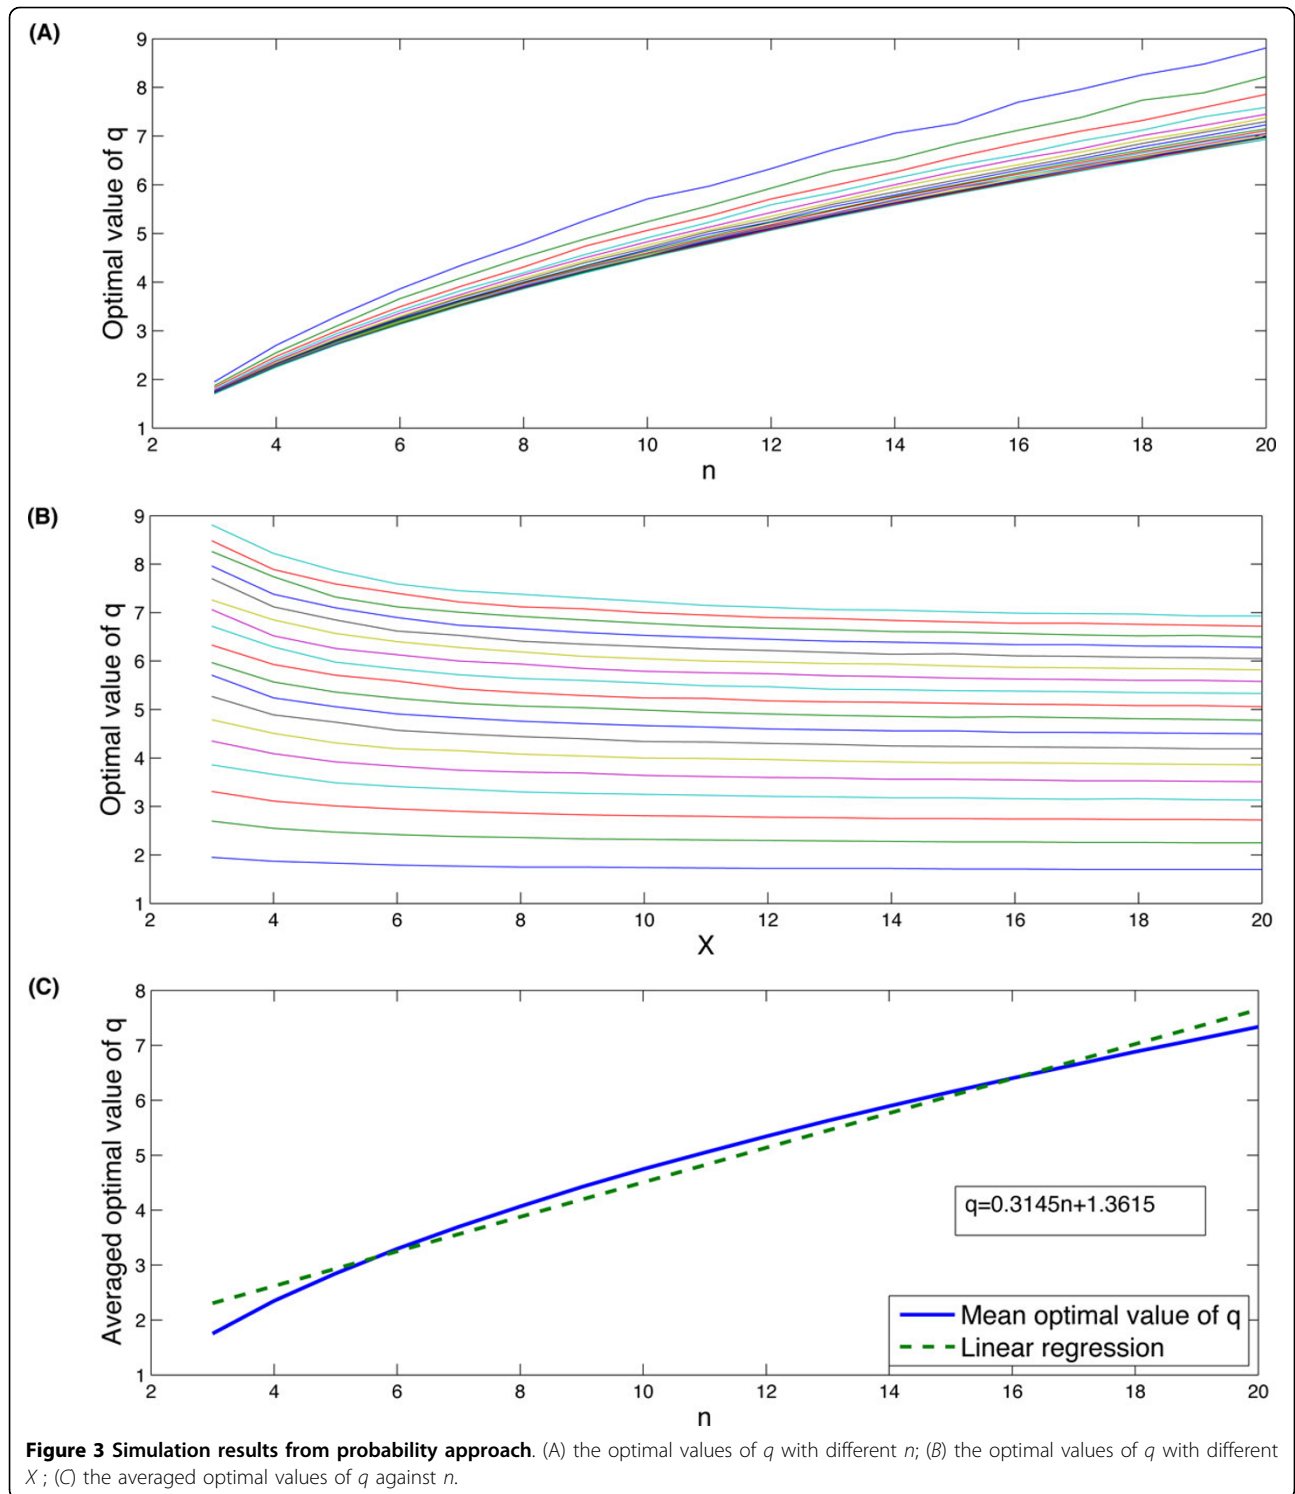 (A)
9
8
7
6
5
4
3
2
1
Optimal value of q
2 4 6 8 10 12 14 16 18 20
n
(B)
9
8
7
6
5
4
3
2
1
Optimal value of q
2 4 6 8 10 12 14 16 18 20
X
(C)
8
7
6
5
4
3
2
1
Averaged optimal value of q
q=0.3145n+1.3615
Mean optimal value of q
Linear regression
2 4 6 8 10 12 14 16 18 20
n
Figure 3 Simulation results from probability approach. (A) the optimal values of q with different n; (B) the optimal values of q with different
X ; (C) the averaged optimal values of q against n.